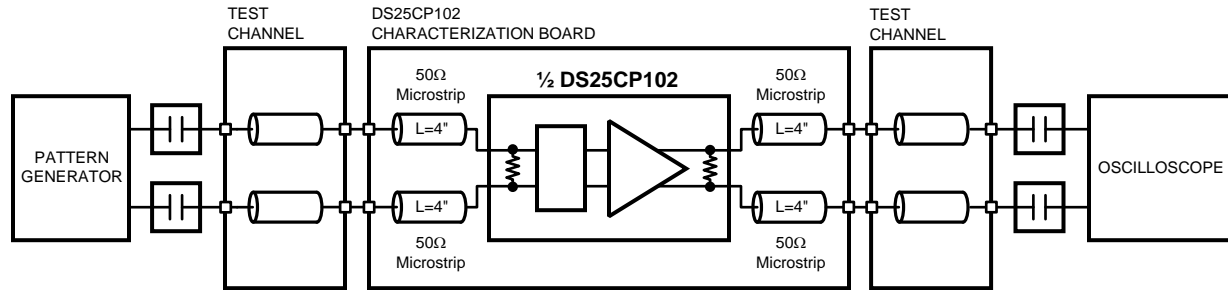 TEST
CHANNEL
DS25CP102
CHARACTERIZATION BOARD
TEST
CHANNEL
50Ω
Microstrip
½ DS25CP102
50Ω
Microstrip
L=4"
L=4"
PATTERN
GENERATOR
OSCILLOSCOPE
L=4"
L=4"
50Ω
Microstrip
50Ω
Microstrip